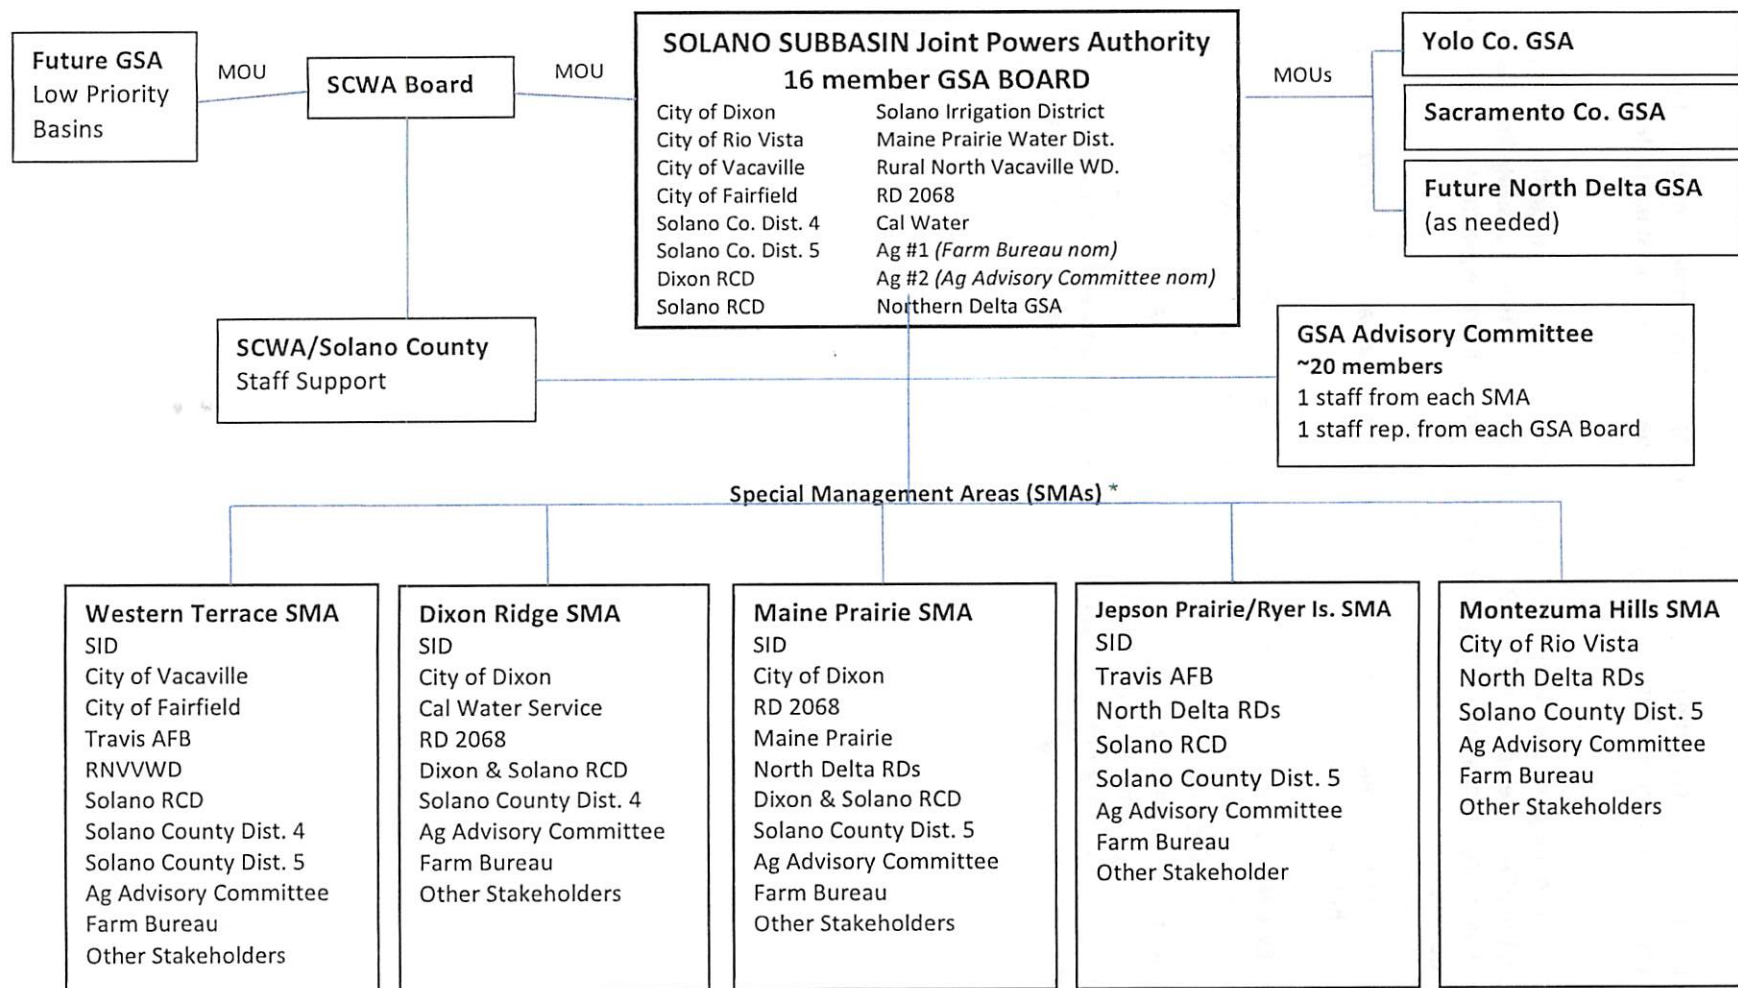 Future GSA
Low Priority
Basins
MOU
SCWA Board
MOU
SOLANO SUBBASIN Joint Powers Authority
16 member GSA BOARD
City of Dixon Solano Irrigation District
City of Rio Vista Maine Prairie Water Dist.
City of Vacaville Rural North Vacaville WD.
City of Fairfield RD 2068
Solano Co. Dist. 4 Cal Water
Solano Co. Dist. 5 Ag #1 (Farm Bureau nom)
Dixon RCD Ag #2 (Ag Advisory Committee nom)
Solano RCD Northern Delta GSA
MOUs
Yolo Co. GSA
Sacramento Co. GSA
Future North Delta GSA
(as needed)
SCWA/Solano County
Staff Support
GSA Advisory Committee
~20 members
1 staff from each SMA
1 staff rep. from each GSA Board
Special Management Areas (SMAs) *
Western Terrace SMA
SID
City of Vacaville
City of Fairfield
Travis AFB
RNVVWD
Solano RCD
Solano County Dist. 4
Solano County Dist. 5
Ag Advisory Committee
Farm Bureau
Other Stakeholders
Dixon Ridge SMA
SID
City of Dixon
Cal Water Service
RD 2068
Dixon & Solano RCD
Solano County Dist. 4
Ag Advisory Committee
Farm Bureau
Other Stakeholders
Maine Prairie SMA
SID
City of Dixon
RD 2068
Maine Prairie
North Delta RDs
Dixon & Solano RCD
Solano County Dist. 5
Ag Advisory Committee
Farm Bureau
Other Stakeholders
Jepson Prairie/Ryer Is. SMA
SID
Travis AFB
North Delta RDs
Solano RCD
Solano County Dist. 5
Ag Advisory Committee
Farm Bureau
Other Stakeholder
Montezuma Hills SMA
City of Rio Vista
North Delta RDs
Solano County Dist. 5
Ag Advisory Committee
Farm Bureau
Other Stakeholders